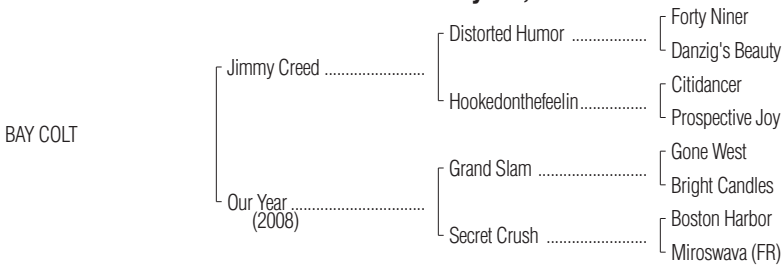 Forty Niner
Distorted Humor ..................
Danzig's Beauty
Jimmy Creed ........................
Citidancer
Hookedonthefeelin................
Prospective Joy
BAY COLT
Gone West
Grand Slam ..........................
Bright Candles
Our Year ................................
(2008)
Boston Harbor
Secret Crush ........................
Miroswava (FR)